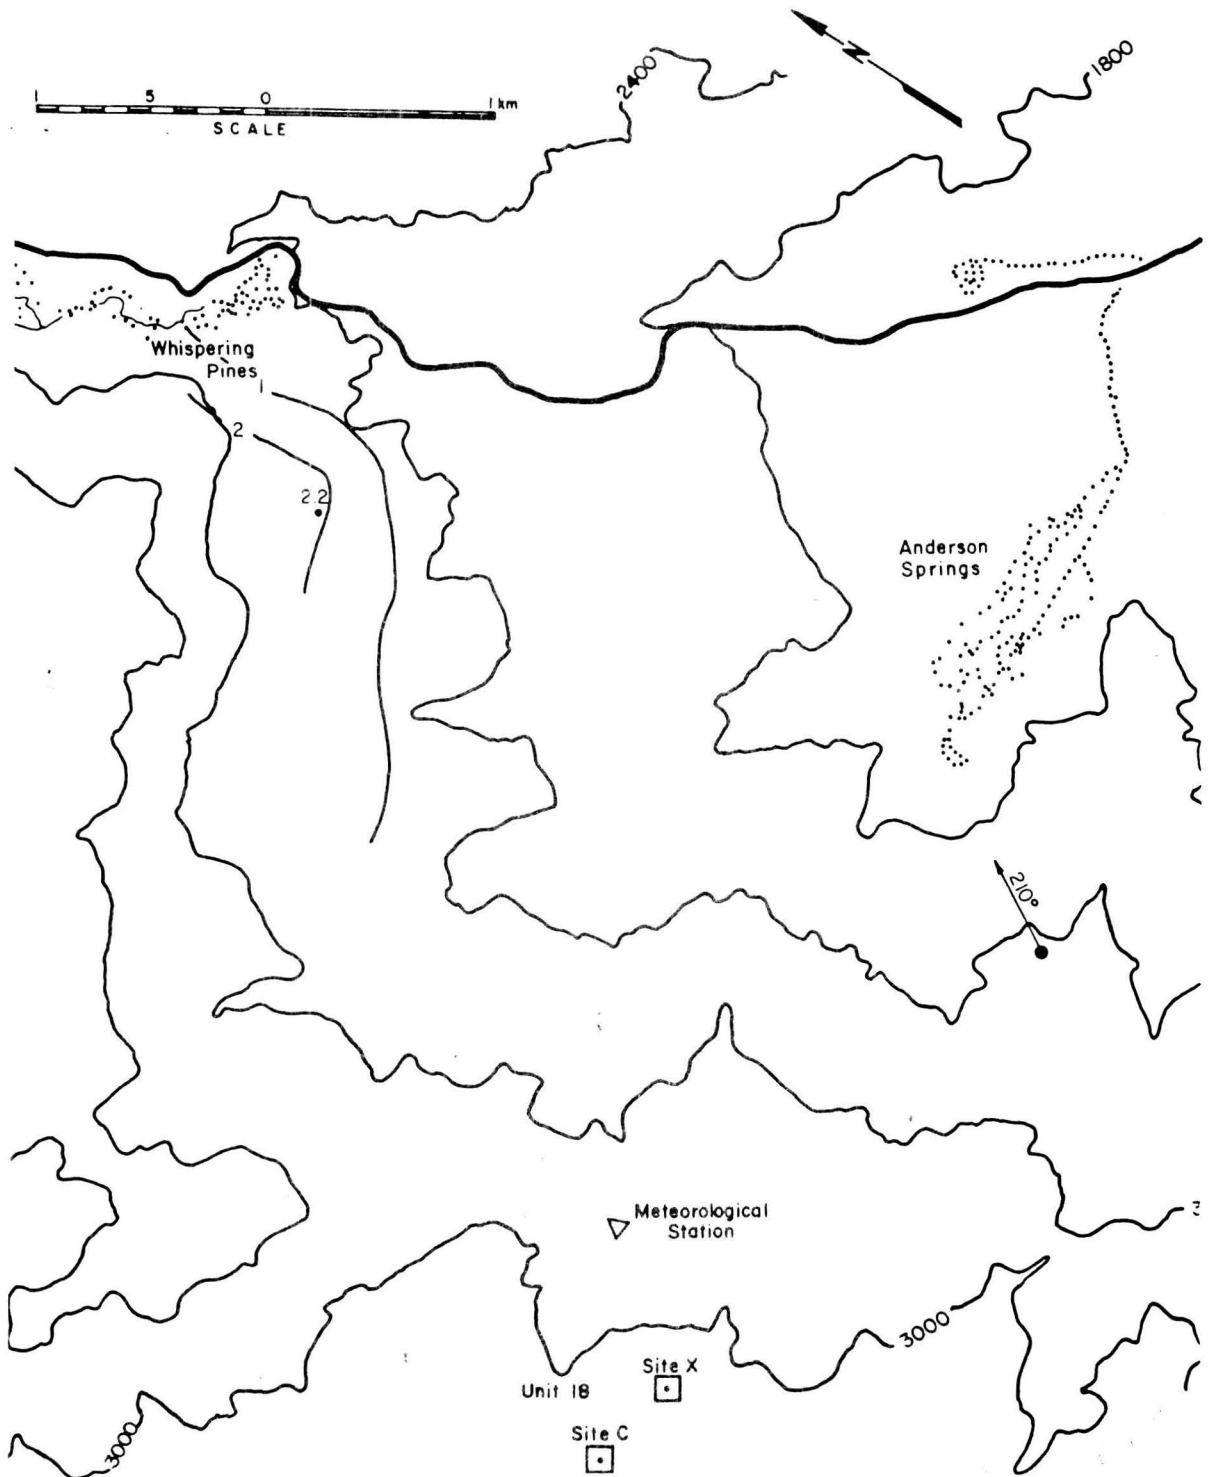 N
1800
2400
1 5 0 1 km
SCALE
Whispering
Pines
1
2
2.2
Anderson
Springs
210°
Meteorological
Station
3
3000
Site X
Unit 18
Site C
3000